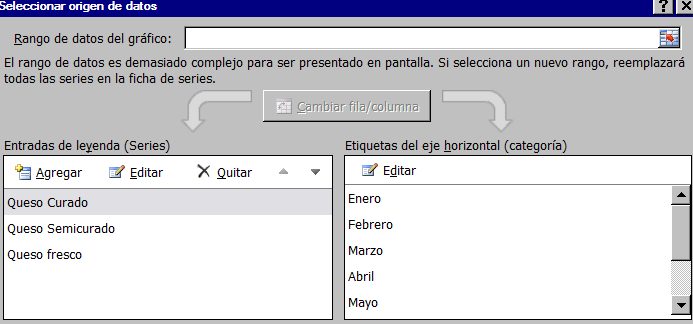 Seleccionar origen de datos
Rango de datos del gráfico:
El rango de datos es demasiado complejo para ser presentado en pantalla. Si selecciona un nuevo rango, reemplazará
todas las series en la ficha de series.
Cambiar fila/columna
Entradas de leyenda (Series)
Agregar Editar Quitar
Queso Curado
Queso Semicurado
Queso fresco
Etiquetas del eje horizontal (categoría)
Editar
Enero
Febrero
Marzo
Abril
Mayo